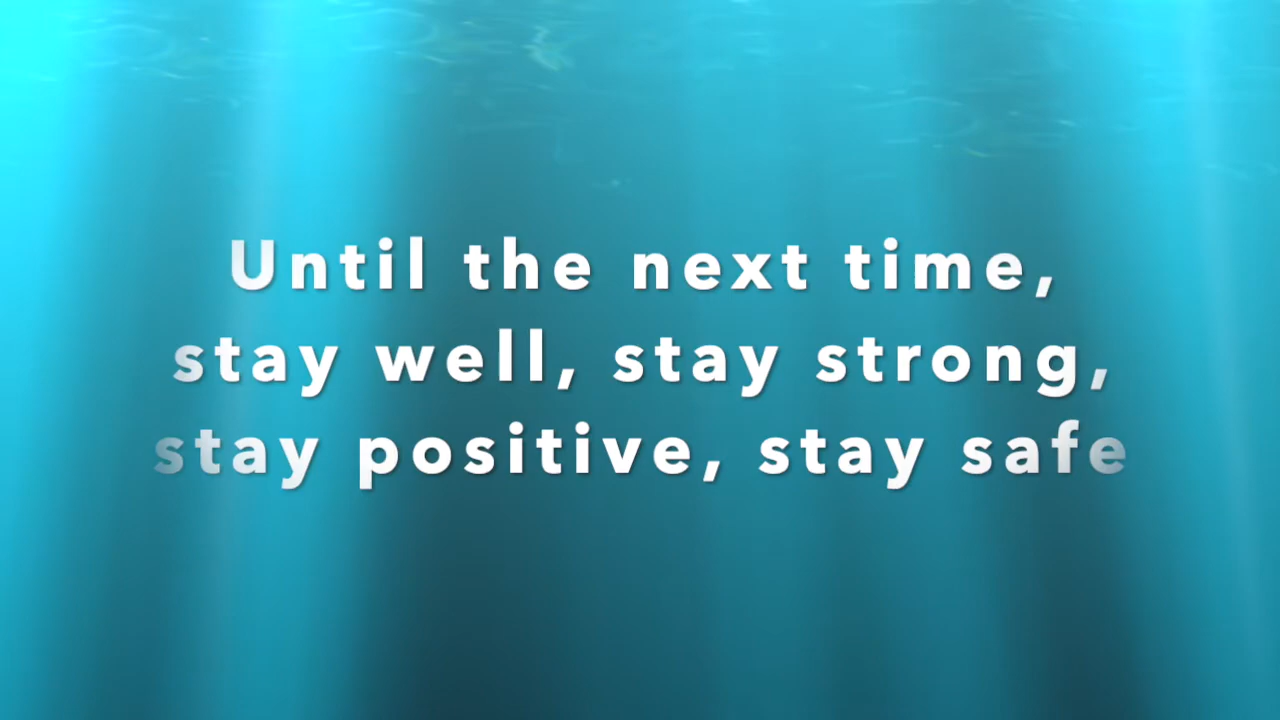 Until the next time,
stay well, stay strong,
stay positive, stay safe